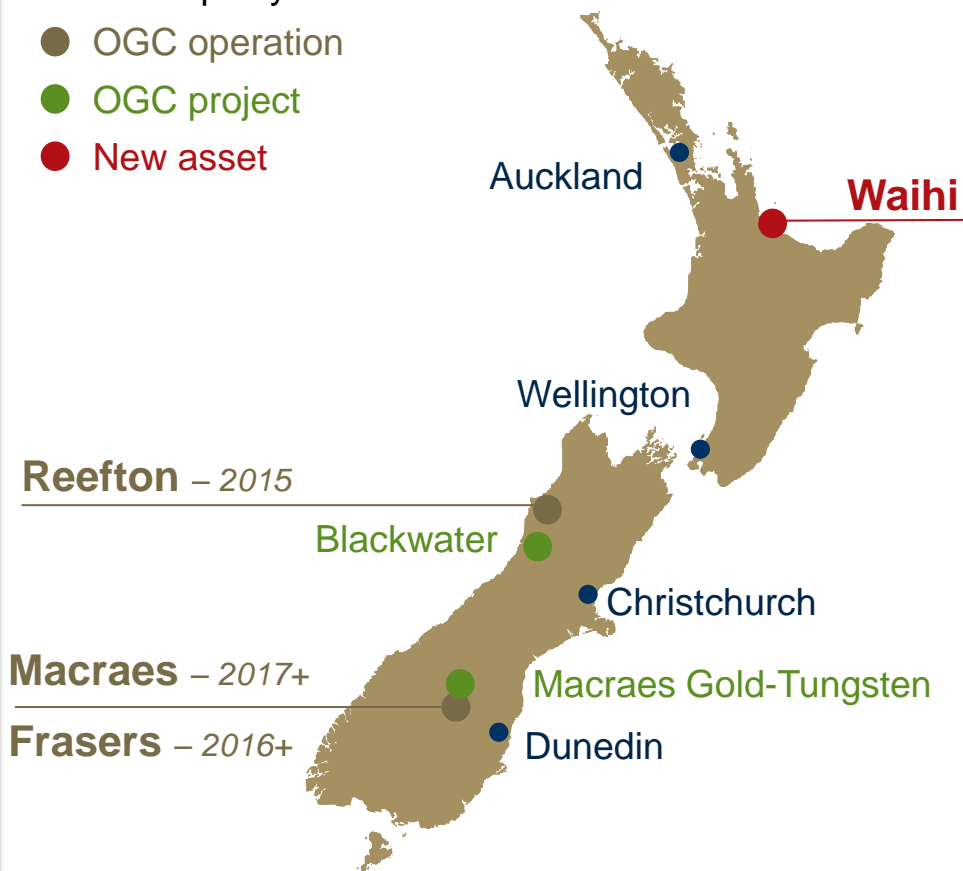 OGC operation
OGC project
New asset
Auckland
Waihi
Wellington
Reefton – 2015
Blackwater
Christchurch
Macraes – 2017+
Macraes Gold-Tungsten
Frasers – 2016+
Dunedin